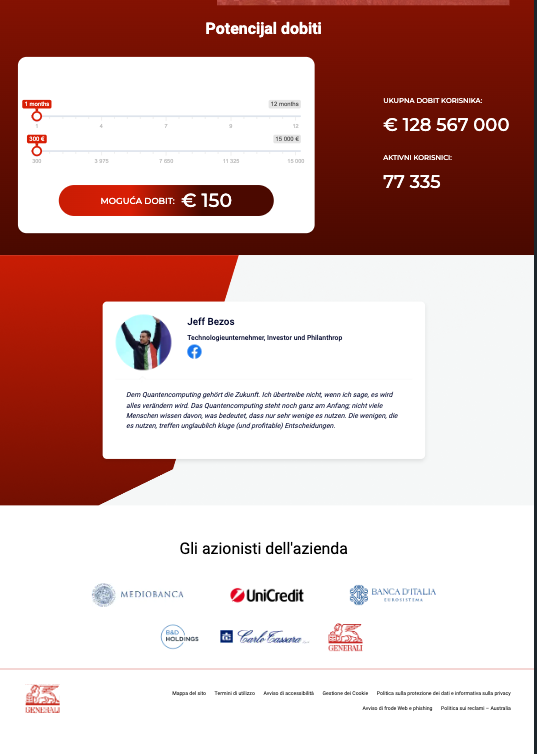 Potencijal dobiti
1 months
12 months
1 4 7 8 12
300 €
15 000 €
300 3 975 7 650 11 325 15 000
MOGUĆA DOBIT: € 150
UKUPNA DOBIT KORISNIKA:
€ 128 567 000
AKTIVNI KORISNICI:
77 335
Jeff Bezos
Technologieunternehmer, Investor und Philanthrop
Dem Quantencomputing gehört die Zukunft. Ich übertreibe nicht, wenn ich sage, es wird
alles verändern wird. Das Quantencomputing steht noch ganz am Anfang; nicht viele
Menschen wissen davon, was bedeutet, dass nur sehr wenige es nutzen. Die wenigen, die
es nutzen, treffen unglaublich kluge (und profitable) Entscheidungen.
Gli azionisti dell'azienda
MEDIOBANCA
UniCredit
BANCA D'ITALIA
EUROSISTEMA
B&D
HOLDINGS
Carlo Tassara
GENERALI
GENERALI
Mappa del sito Termini di utilizzo Avviso di accessibilità Gestione dei Cookie Politica sulla protezione dei dati e informativa sulla privacy
Avviso di frode Web e phishing Politica sui reclami – Australia